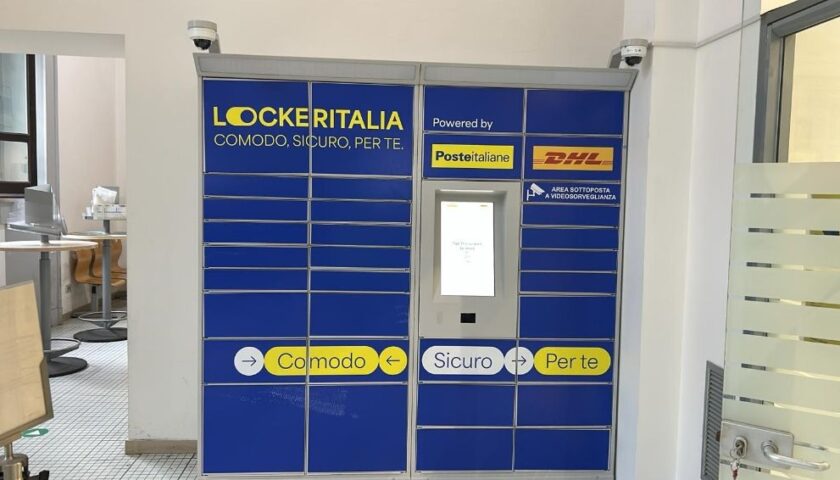 LOCKERITALIA
COMODO, SICURO, PER TE.
Powered by
Posteitaliane
DHL
AREA SOTTOPOSTA
A VIDEOSORVEGLIANZA
→ Comodo ←
Sicuro → Per te